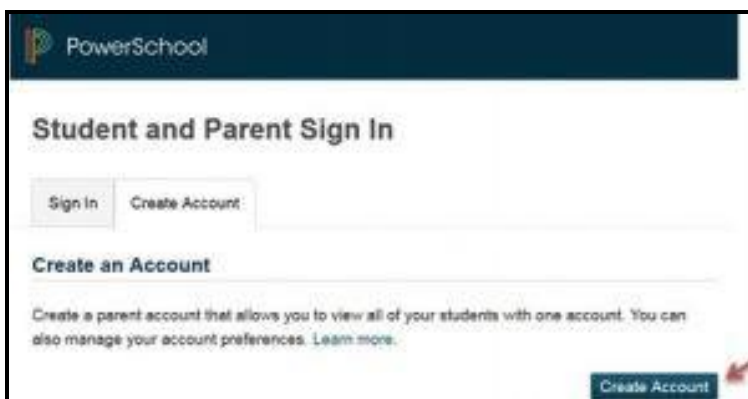 PowerSchool
Student and Parent Sign In
Sign In Create Account
Create an Account
Create a parent account that allows you to view all of your students with one account. You can
also manage your account preferences. Learn more.
Create Account